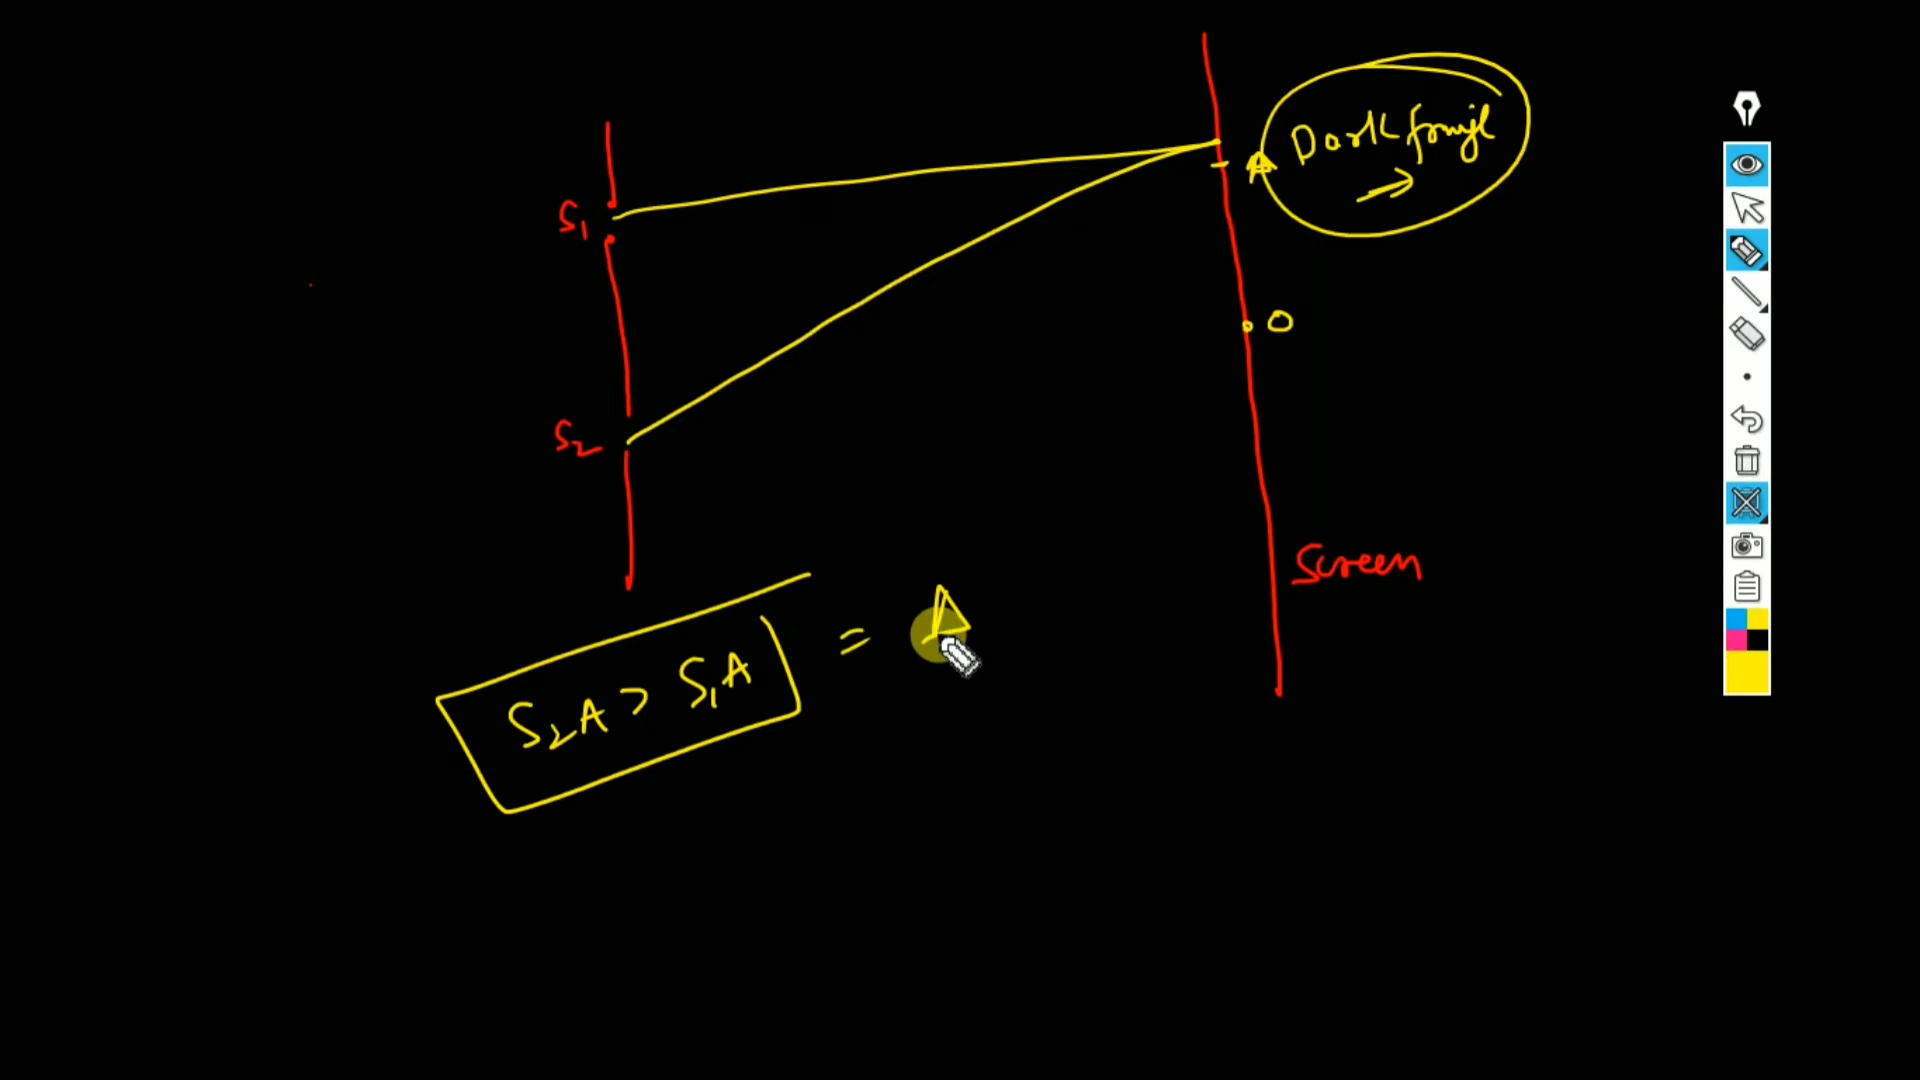 A Dark fringe
S1
O
S2
Screen
S2A > S1A = A